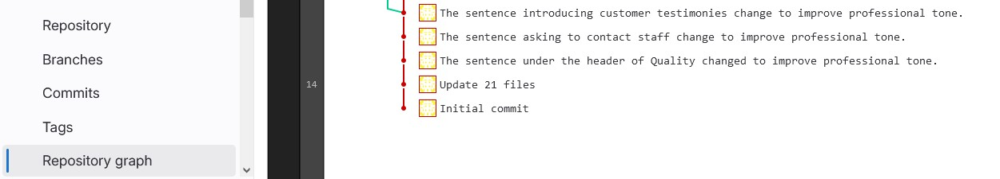 Repository
Branches
Commits
Tags
Repository graph
14
The sentence introducing customer testimonies change to improve professional tone.
The sentence asking to contact staff change to improve professional tone.
The sentence under the header of Quality changed to improve professional tone.
Update 21 files
Initial commit